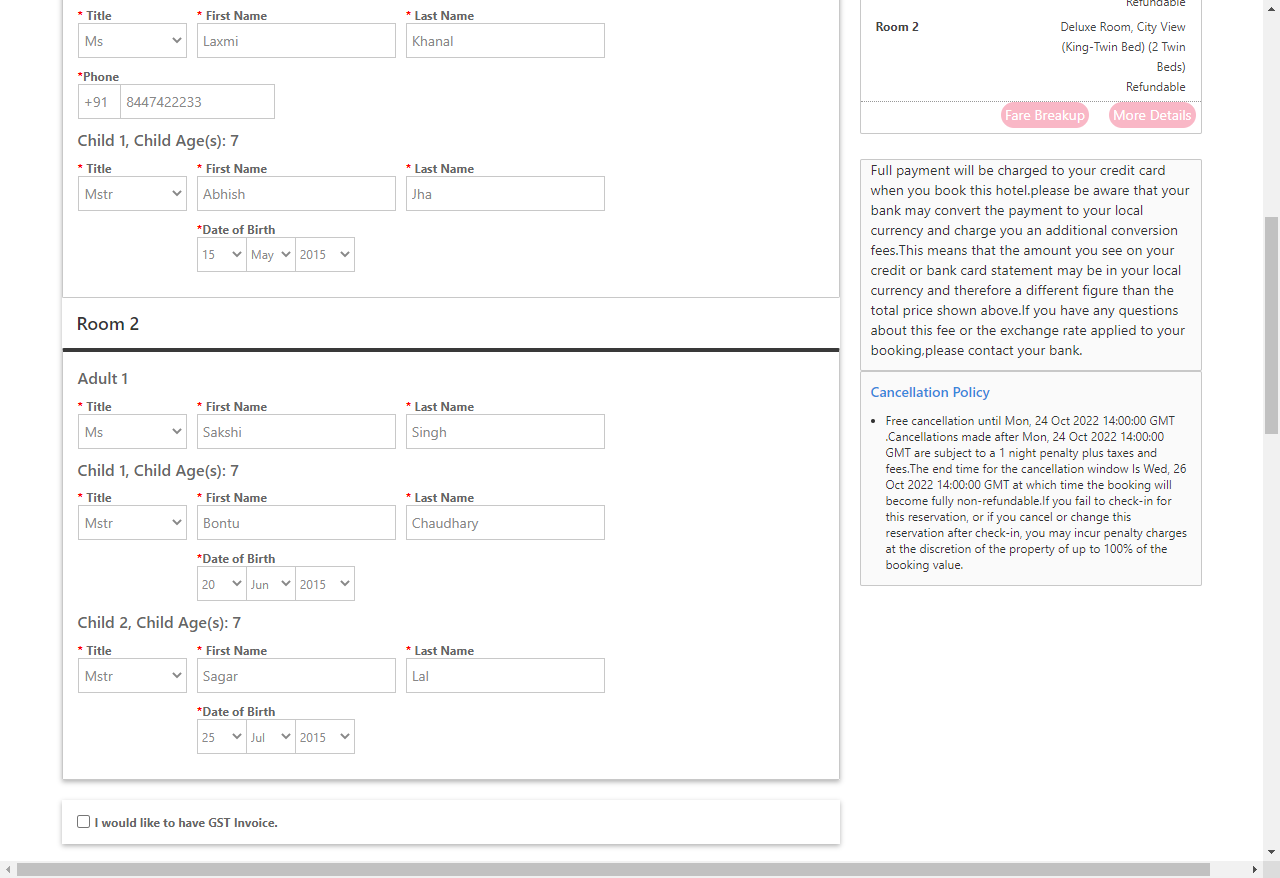 * Title * First Name * Last Name
Ms Laxmi Khanal
*Phone
+91 8447422233
Child 1, Child Age(s): 7
* Title * First Name * Last Name
Mstr Abhish Jha
*Date of Birth
15 May 2015
Room 2
Adult 1
* Title * First Name * Last Name
Ms Sakshi Singh
Child 1, Child Age(s): 7
* Title * First Name * Last Name
Mstr Bontu Chaudhary
*Date of Birth
20 Jun 2015
Child 2, Child Age(s): 7
* Title * First Name * Last Name
Mstr Sagar Lal
*Date of Birth
25 Jul 2015
I would like to have GST Invoice.
Refundable
Room 2 Deluxe Room, City View
(King-Twin Bed) (2 Twin
Beds)
Refundable
Fare Breakup More Details
Full payment will be charged to your credit card
when you book this hotel.please be aware that your
bank may convert the payment to your local
currency and charge you an additional conversion
fees.This means that the amount you see on your
credit or bank card statement may be in your local
currency and therefore a different figure than the
total price shown above.If you have any questions
about this fee or the exchange rate applied to your
booking,please contact your bank.
Cancellation Policy
• Free cancellation until Mon, 24 Oct 2022 14:00:00 GMT
.Cancellations made after Mon, 24 Oct 2022 14:00:00
GMT are subject to a 1 night penalty plus taxes and
fees.The end time for the cancellation window Is Wed, 26
Oct 2022 14:00:00 GMT at which time the booking will
become fully non-refundable.If you fail to check-in for
this reservation, or if you cancel or change this
reservation after check-in, you may incur penalty charges
at the discretion of the property of up to 100% of the
booking value.